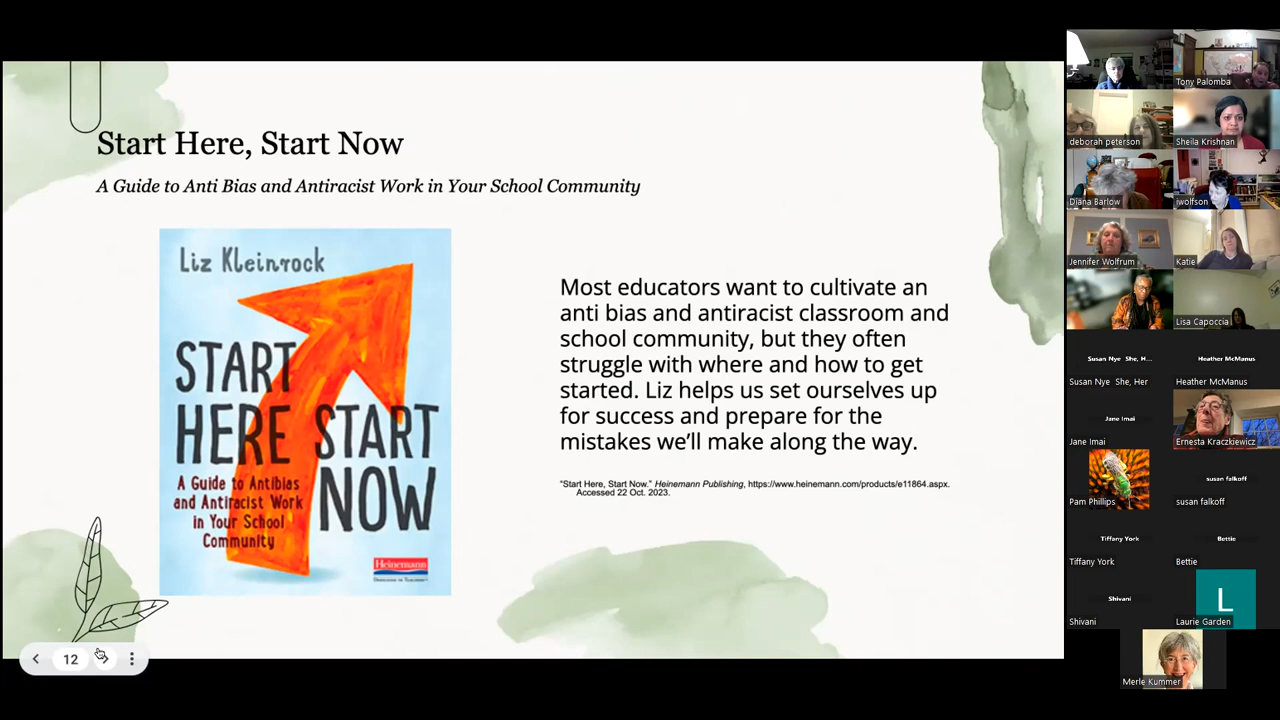 Start Here, Start Now
A Guide to Anti Bias and Antiracist Work in Your School Community
Liz Kleinrock
START
HERE
START
NOW
A Guide to Antibias
and Antiracist Work
in Your School
Community
Heinemann
Most educators want to cultivate an
anti bias and antiracist classroom and
school community, but they often
struggle with where and how to get
started. Liz helps us set ourselves up
for success and prepare for the
mistakes we'll make along the way.
"Start Here, Start Now." Heinemann Publishing, https://www.heinemann.com/products/e11864.aspx.
Accessed 22 Oct. 2023.
12
Tony Palomba
deborah peterson
Sheila Krishnan
Diana Barlow
jwolfson
Jennifer Wolfrum
Katie
Lisa Capoccia
Susan Nye She, H...
Susan Nye She, Her
Heather McManus
Heather McManus
Jane Imai
Jane Imai
Ernesta Kraczkiewicz
Pam Phillips
susan falkoff
susan falkoff
Tiffany York
Tiffany York
Bettie
Bettie
Shivani
Shivani
L
Laurie Garden
Merle Kummer